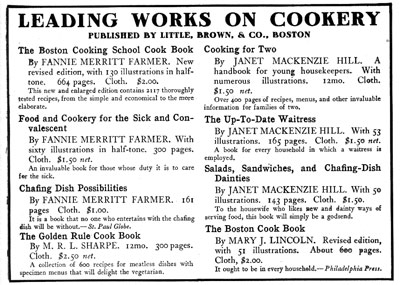 LEADING WORKS ON COOKERY
PUBLISHED BY LITTLE, BROWN, & CO., BOSTON
The Boston Cooking School Cook Book
By FANNIE MERRITT FARMER. New
revised edition, with 130 illustrations in half-
tone. 664 pages. Cloth. $2.00.
This new and enlarged edition contains 2117 thoroughly
tested recipes, from the simple and economical to the more
elaborate.
Food and Cookery for the Sick and Con-
valescent
By FANNIE MERRITT FARMER. With
sixty illustrations in half-tone. 300 pages.
Cloth. $1.50 net.
An invaluable book for those whose duty it is to care
for the sick.
Chafing Dish Possibilities
By FANNIE MERRITT FARMER. 161
pages Cloth. $1.00.
It is a book that no one who entertains with the chafing
dish will be without.—St. Paul Globe.
The Golden Rule Cook Book
By M. R. L. SHARPE. 12mo. 300 pages.
Cloth. $2.50 net.
A collection of 600 recipes for meatless dishes with
specimen menus that will delight the vegetarian.
Cooking for Two
By JANET MACKENZIE HILL. A
handbook for young housekeepers. With
numerous illustrations. 12mo. Cloth.
$1.50 net.
Over 400 pages of recipes, menus, and other invaluable
information for families of two.
The Up-To-Date Waitress
By JANET MACKENZIE HILL. With 53
illustrations. 165 pages. Cloth. $1.50 net.
A book for every household in which a waitress is
employed.
Salads, Sandwiches, and Chafing-Dish
Dainties
By JANET MACKENZIE HILL. With 50
illustrations. 143 pages. Cloth. $1.50.
To the housewife who likes new and dainty ways of
serving food, this book will simply be a godsend.
The Boston Cook Book
By MARY J. LINCOLN. Revised edition,
with 51 illustrations. About 600 pages.
Cloth, $2.00.
It ought to be in every household.—Philadelphia Press.